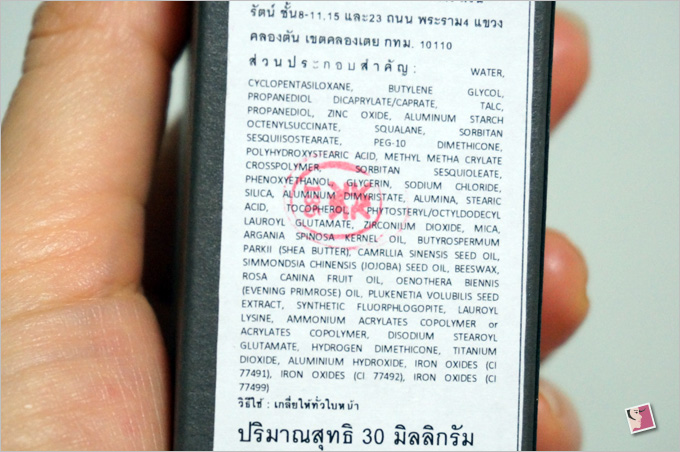 รัตน์ ชั้น8-11.15 และ23 ถนน พระราม4 แขวง
คลองตัน เขตคลองเตย กทม. 10110
ส่วนประกอบสำคัญ : WATER,
CYCLOPENTASILOXANE, BUTYLENE GLYCOL,
PROPANEDIOL DICAPRYLATE/CAPRATE, TALC,
PROPANEDIOL, ZINC OXIDE, ALUMINUM STARCH
OCTENYLSUCCINATE, SQUALANE, SORBITAN
SESQUIISOSTEARATE, PEG-10 DIMETHICONE,
POLYHYDROXYSTEARIC ACID, METHYL METHA CRYLATE
CROSSPOLYMER, SORBITAN SESQUIOLEATE,
PHENOXYETHANOL, GLYCERIN, SODIUM CHLORIDE,
SILICA, ALUMINUM DIMYRISTATE, ALUMINA, STEARIC
ACID, TOCOPHEROL, PHYTOSTERYL/OCTYLDODECYL
LAUROYL GLUTAMATE, ZIRCONIUM DIOXIDE, MICA,
ARGANIA SPINOSA KERNEL OIL, BUTYROSPERMUM
PARKII (SHEA BUTTER), CAMRLLIA SINENSIS SEED OIL,
SIMMONDSIA CHINENSIS (JOJOBA) SEED OIL, BEESWAX,
ROSA CANINA FRUIT OIL, OENOTHERA BIENNIS
(EVENING PRIMROSE) OIL, PLUKENETIA VOLUBILIS SEED
EXTRACT, SYNTHETIC FLUORPHLOGOPITE, LAUROYL
LYSINE, AMMONIUM ACRYLATES COPOLYMER or
ACRYLATES COPOLYMER, DISODIUM STEAROYL
GLUTAMATE, HYDROGEN DIMETHICONE, TITANIUM
DIOXIDE, ALUMINIUM HYDROXIDE, IRON OXIDES (CI
77491), IRON OXIDES (CI 77492), IRON OXIDES (CI
77499)
วิธีใช้ : เกลี่ยให้ทั่วใบหน้า
ปริมาณสุทธิ 30 มิลลิกรัม